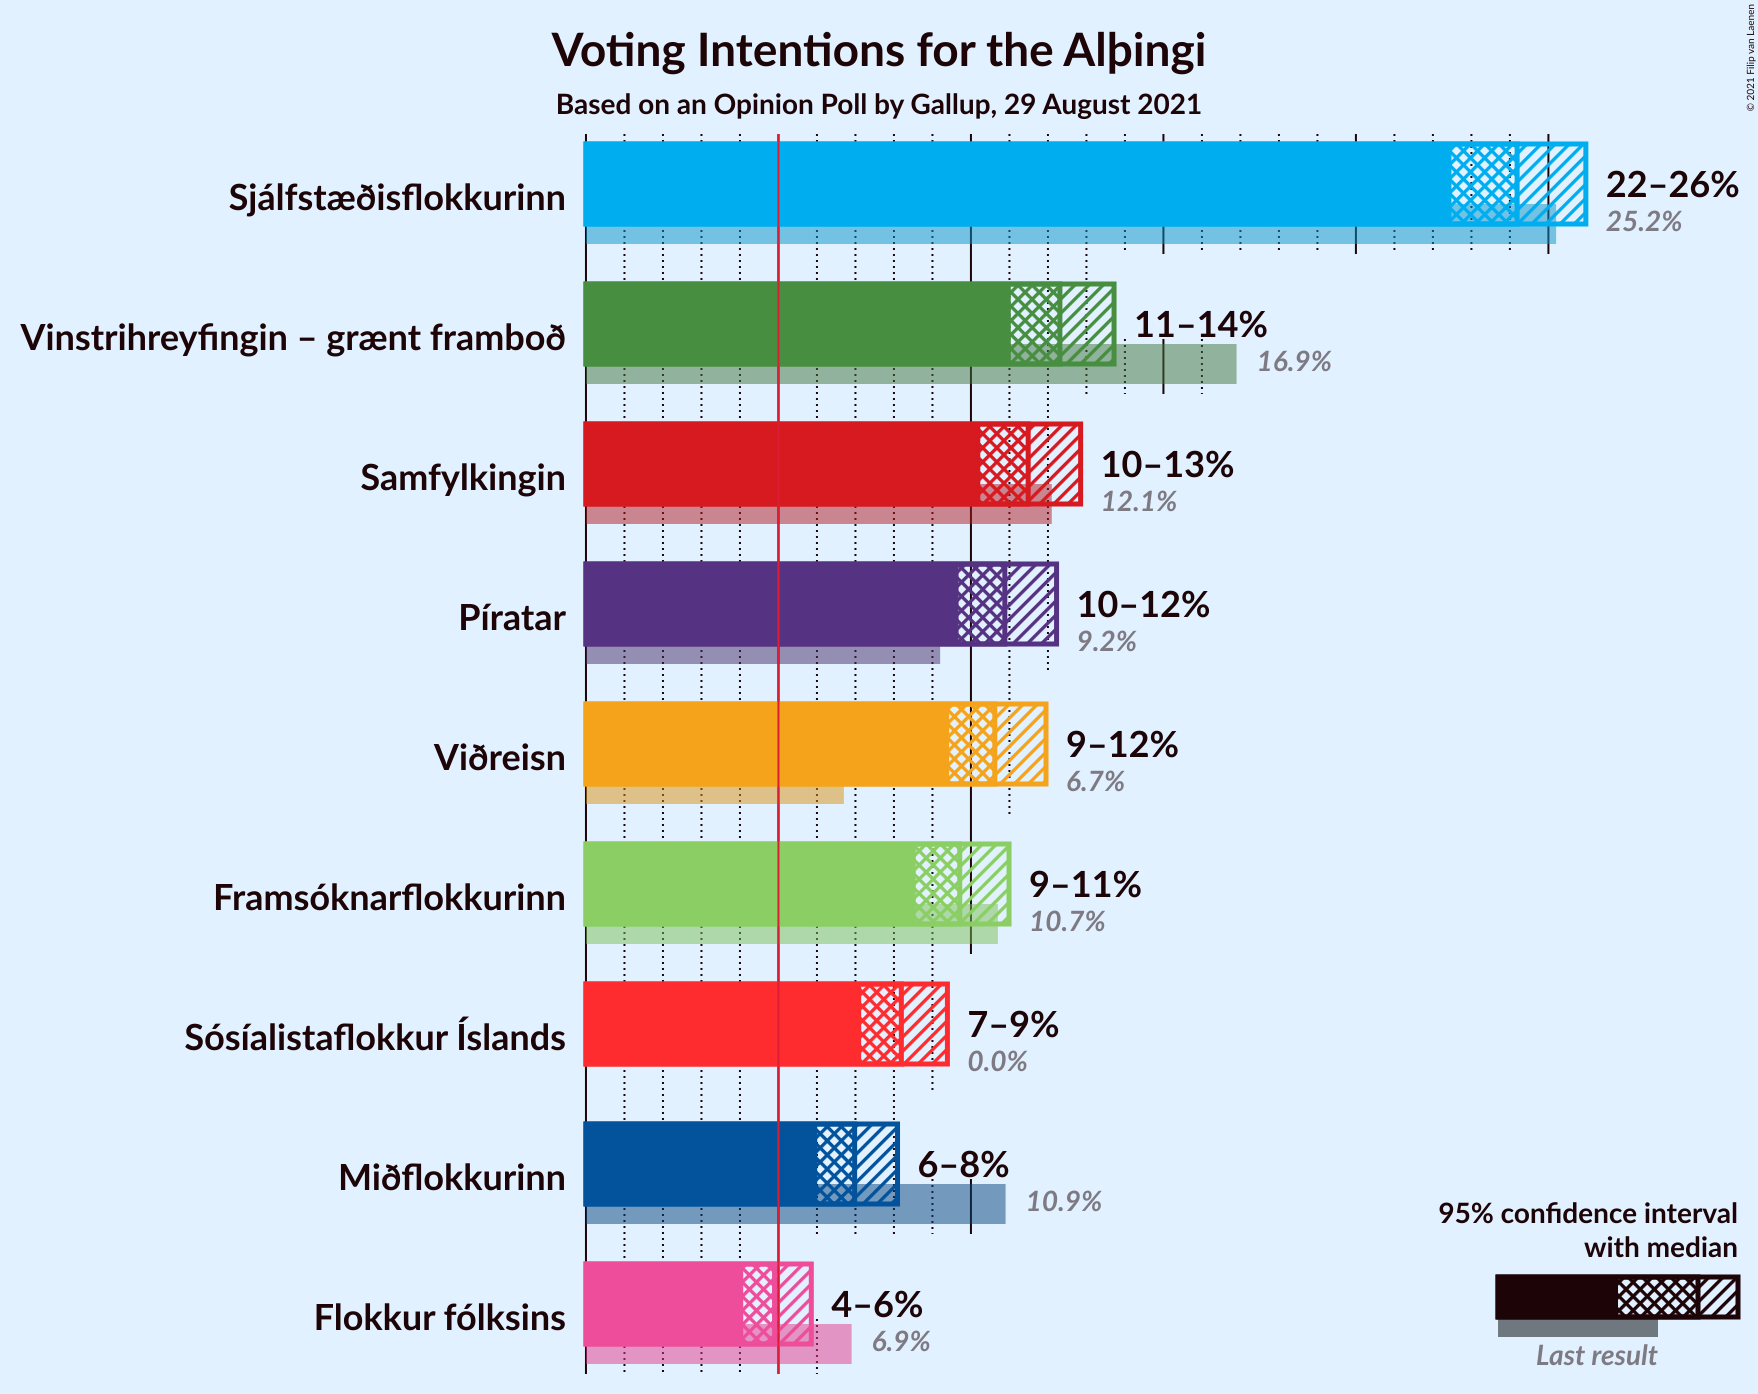 Voting Intentions for the Alþingi
Based on an Opinion Poll by Gallup, 29 August 2021
© 2021 Filip van Laenen
Sjálfstæðisflokkurinn
22–26%
25.2%
Vinstrihreyfingin – grænt framboð
11–14%
16.9%
Samfylkingin
10–13%
12.1%
Píratar
10–12%
9.2%
Viðreisn
9–12%
6.7%
Framsóknarflokkurinn
9–11%
10.7%
Sósíalistaflokkur Íslands
7–9%
0.0%
Miðflokkurinn
6–8%
10.9%
Flokkur fólksins
4–6%
6.9%
95% confidence interval
with median
Last result